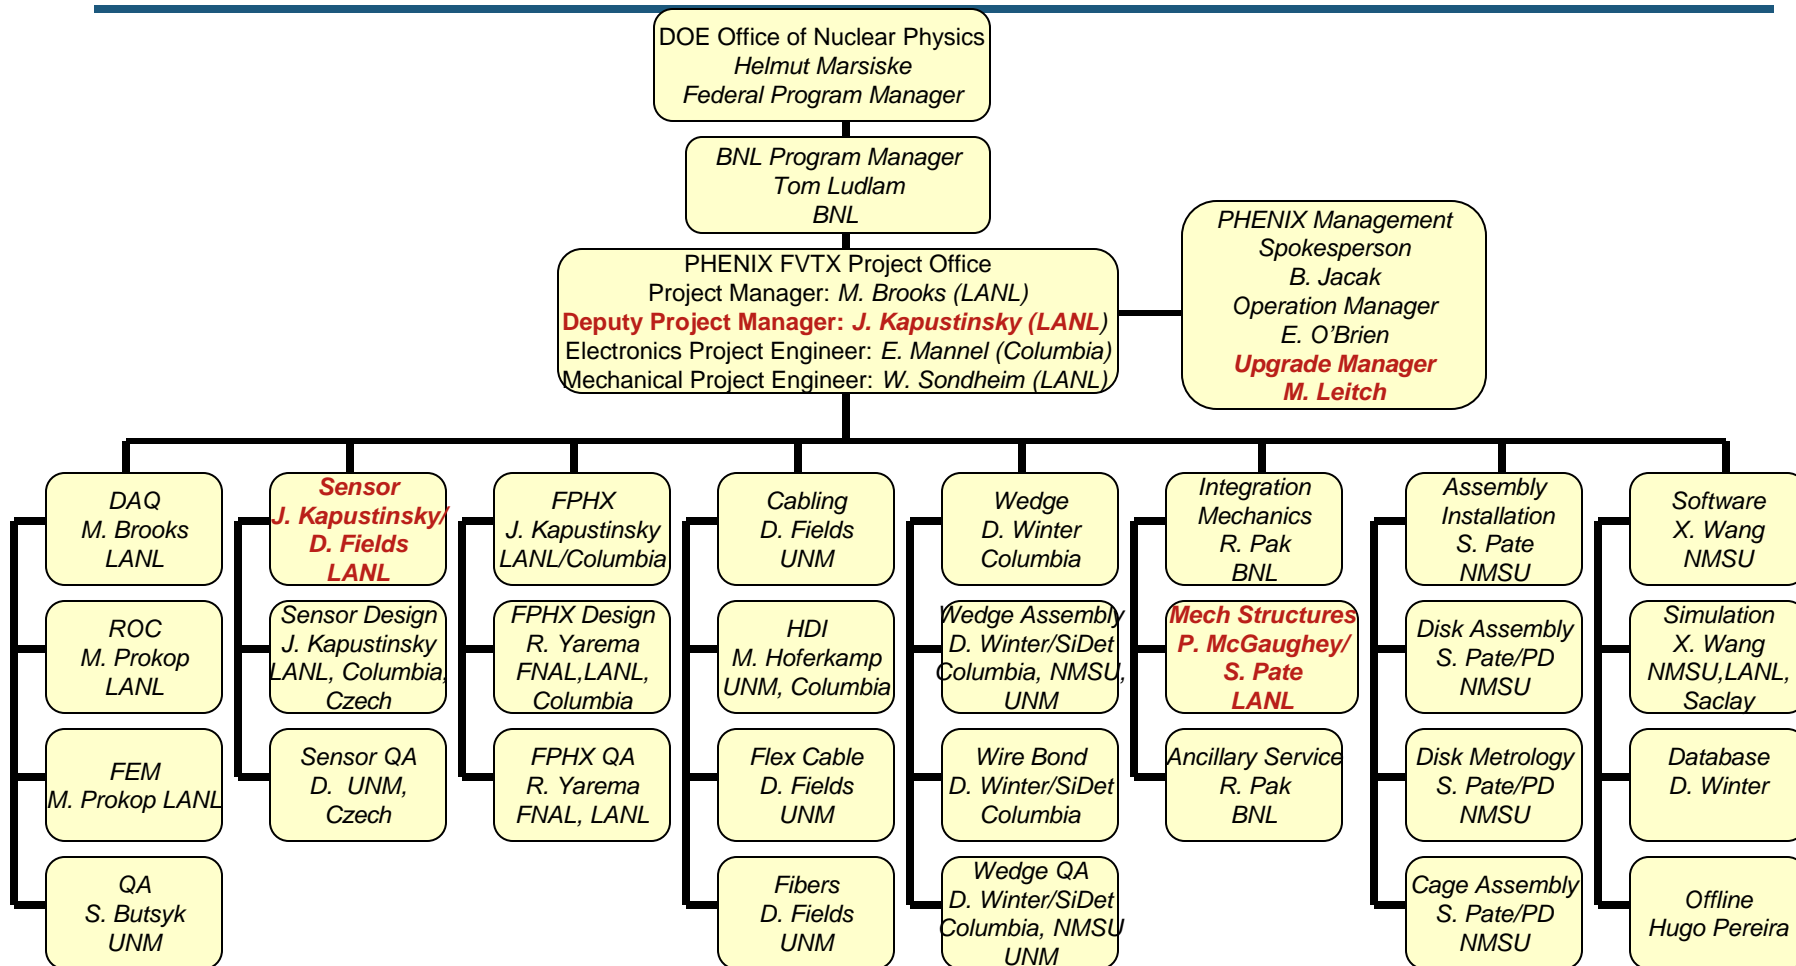 DOE Office of Nuclear Physics
Helmut Marsiske
Federal Program Manager
BNL Program Manager
Tom Ludlam
BNL
PHENIX FVTX Project Office
Project Manager: M. Brooks (LANL)
Deputy Project Manager: J. Kapustinsky (LANL)
Electronics Project Engineer: E. Mannel (Columbia)
Mechanical Project Engineer: W. Sondheim (LANL)
PHENIX Management
Spokesperson
B. Jacak
Operation Manager
E. O’Brien
Upgrade Manager
M. Leitch
DAQ
M. Brooks
LANL
ROC
M. Prokop
LANL
FEM
M. Prokop LANL
QA
S. Butsyk
UNM
Sensor
J. Kapustinsky/
D. Fields
LANL
Sensor Design
J. Kapustinsky
LANL, Columbia,
Czech
Sensor QA
D. UNM,
Czech
FPHX
J. Kapustinsky
LANL/Columbia
FPHX Design
R. Yarema
FNAL,LANL,
Columbia
FPHX QA
R. Yarema
FNAL, LANL
Cabling
D. Fields
UNM
HDI
M. Hoferkamp
UNM, Columbia
Flex Cable
D. Fields
UNM
Fibers
D. Fields
UNM
Wedge
D. Winter
Columbia
Wedge Assembly
D. Winter/SiDet
Columbia, NMSU,
UNM
Wire Bond
D. Winter/SiDet
Columbia
Wedge QA
D. Winter/SiDet
Columbia, NMSU
UNM
Integration
Mechanics
R. Pak
BNL
Mech Structures
P. McGaughey/
S. Pate
LANL
Ancillary Service
R. Pak
BNL
Assembly
Installation
S. Pate
NMSU
Disk Assembly
S. Pate/PD
NMSU
Disk Metrology
S. Pate/PD
NMSU
Cage Assembly
S. Pate/PD
NMSU
Software
X. Wang
NMSU
Simulation
X. Wang
NMSU,LANL,
Saclay
Database
D. Winter
Offline
Hugo Pereira